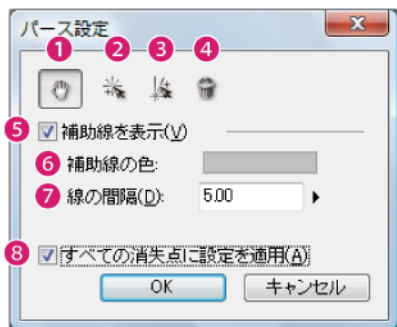 パース設定
1 2 3 4
5 補助線を表示(V)
6 補助線の色:
7 線の間隔(D): 5.00
8 すべての消失点に設定を適用(A)
OK キャンセル